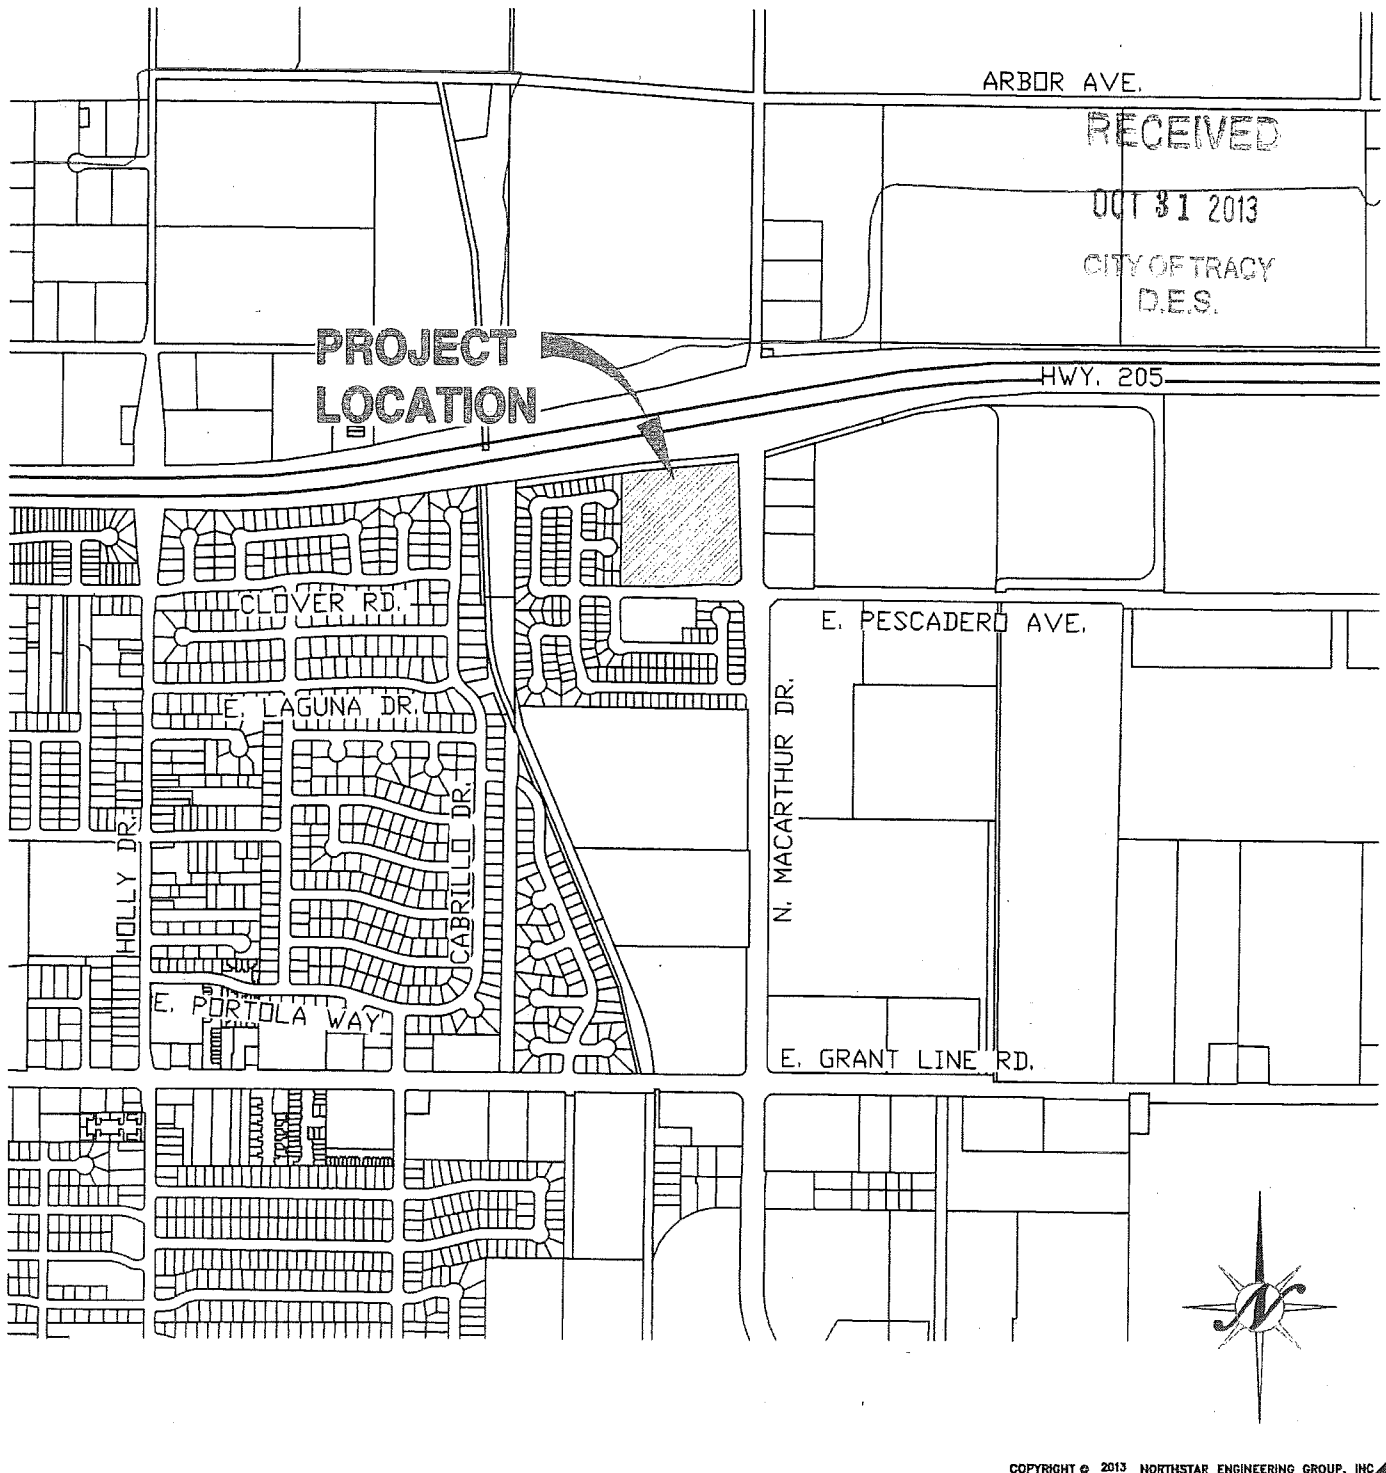 ARBOR AVE.
RECEIVED
OCT 31 2013
CITY OF TRACY
D.E.S.
PROJECT
LOCATION
HWY. 205
CLOVER RD.
E. PESCADERO AVE.
E. LAGUNA DR.
N. MACARTHUR DR.
CABRILLO DR.
HOLLY DR.
E. PORTOLA WAY
E. GRANT LINE RD.
N
COPYRIGHT © 2013 NORTHSTAR ENGINEERING GROUP, INC.